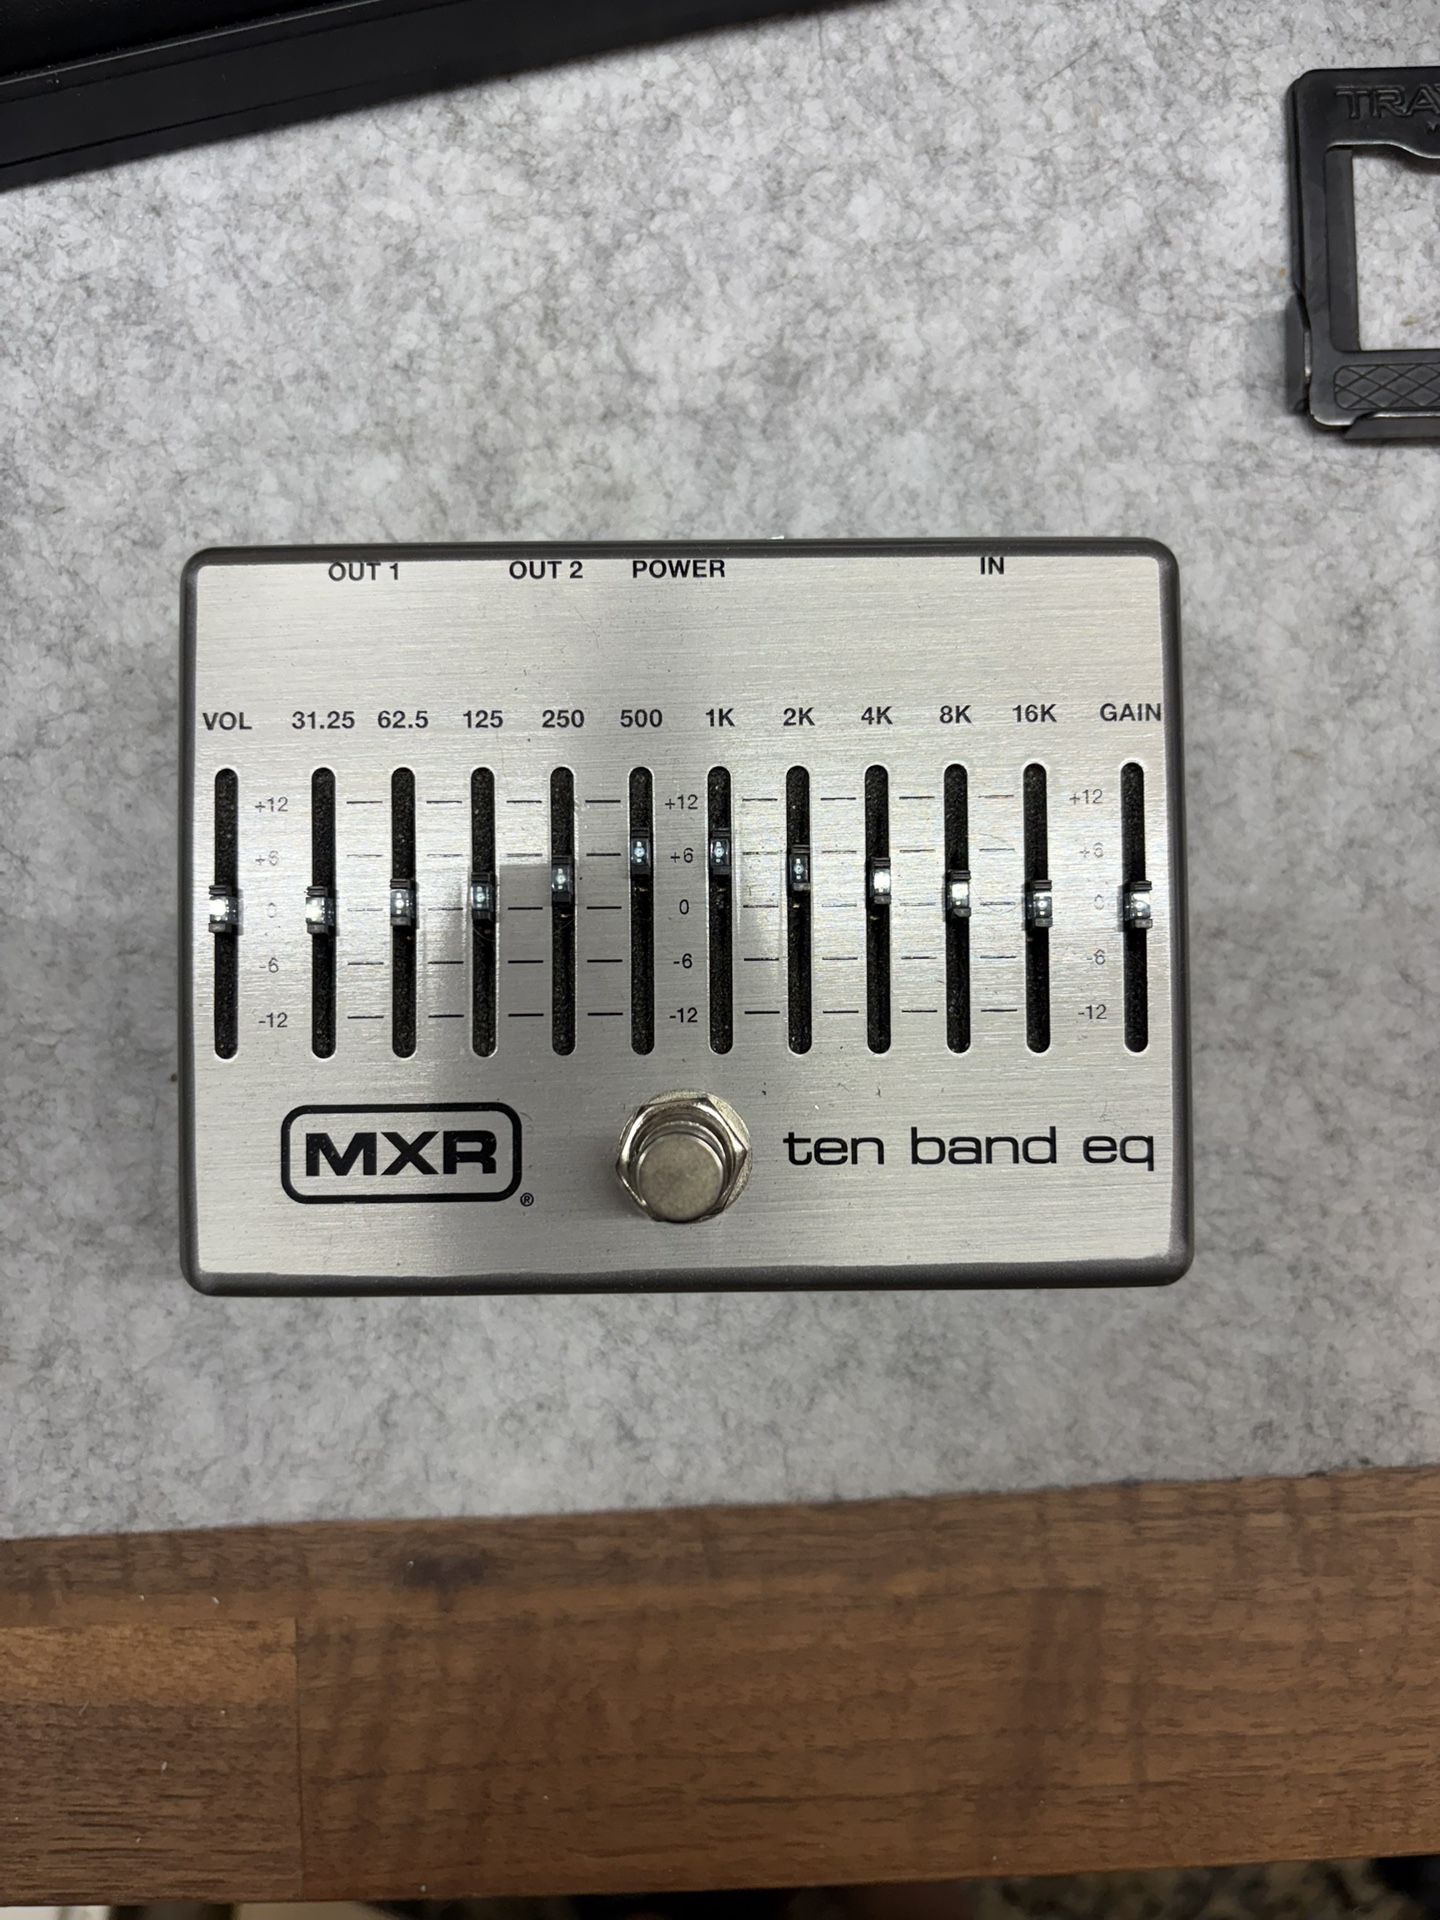 TRA
OUT 1 OUT 2 POWER IN
VOL 31.25 62.5 125 250 500 1K 2K 4K 8K 16K GAIN
+12 +12 +12
+6 +6 +6
0 0 0
-6 -6 -6
-12 -12 -12
MXR® ten band eq